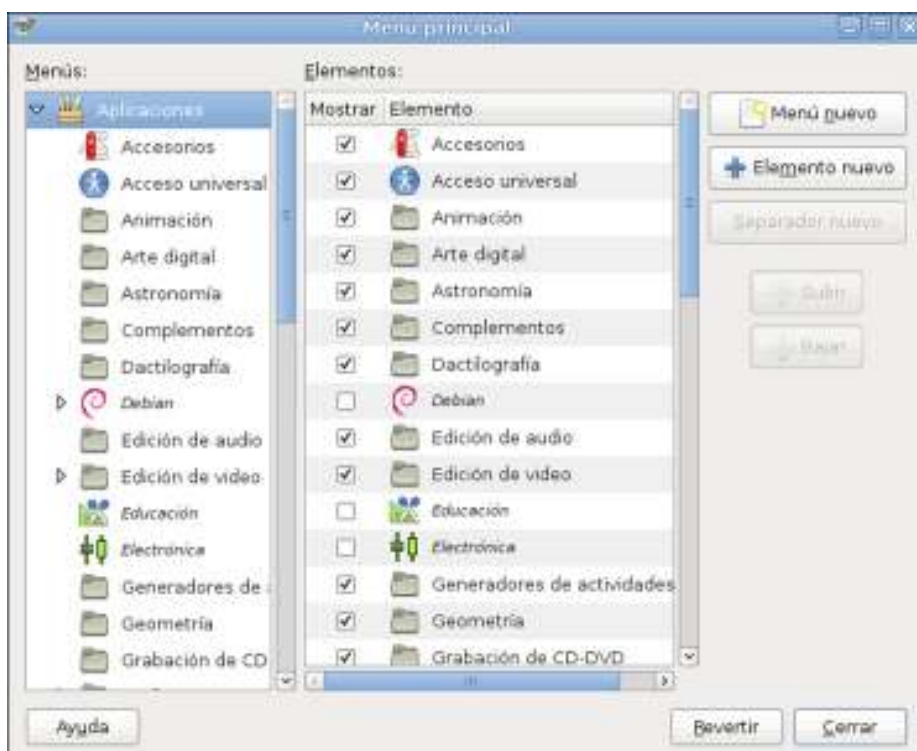 Menú principal
Menús:
Aplicaciones
Accesorios
Acceso universal
Animación
Arte digital
Astronomía
Complementos
Dactilografía
Debian
Edición de audio
Edición de video
Educación
Electrónica
Generadores de
Geometría
Grabación de CD
Elementos:
Mostrar Elemento
Accesorios
Acceso universal
Animación
Arte digital
Astronomía
Complementos
Dactilografía
Debian
Edición de audio
Edición de video
Educación
Electrónica
Generadores de actividades
Geometría
Grabación de CD-DVD
Menú nuevo
Elemento nuevo
Separador nuevo
Subir
Bajar
Ayuda
Revertir
Cerrar